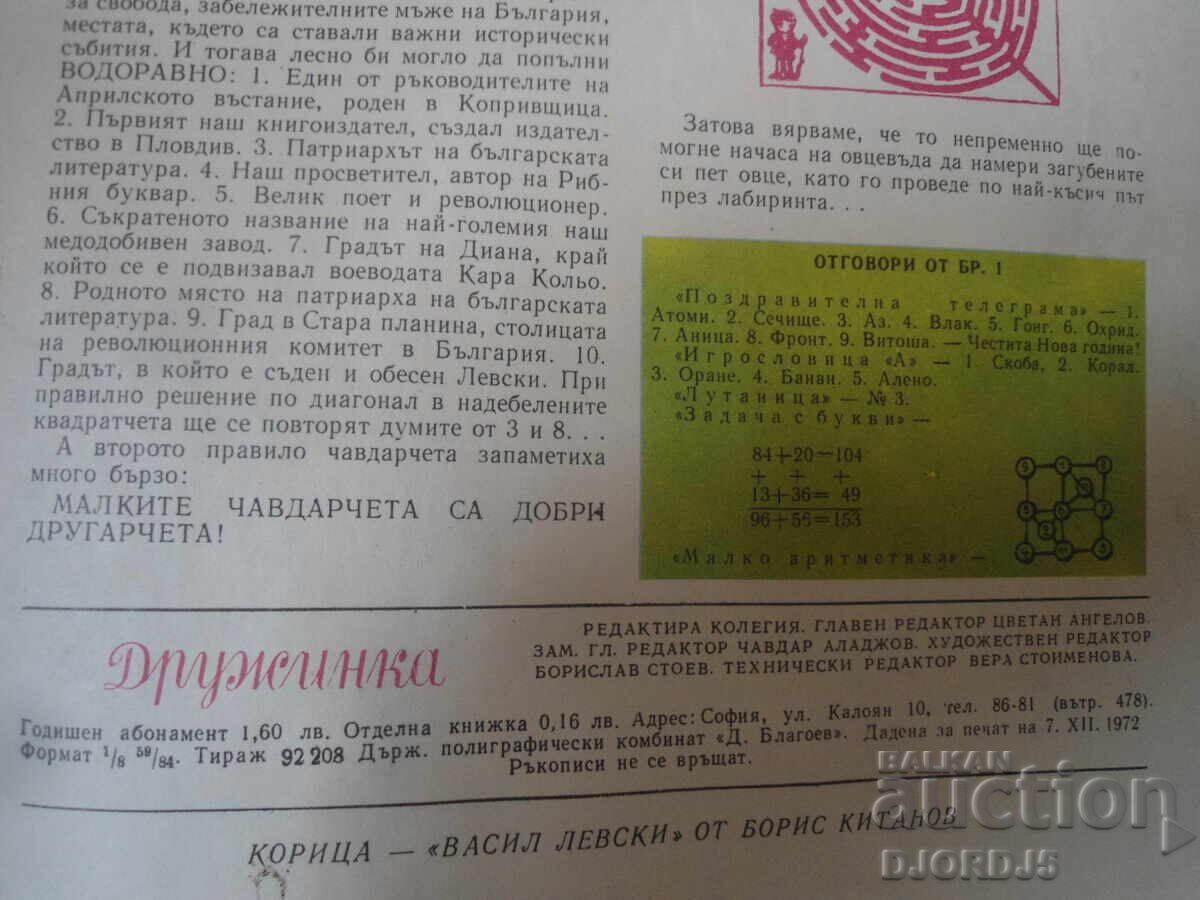 за свобода, забележителните мъже на България,
местата, където са ставали важни исторически
събития. И тогава лесно би могло да попълни
ВОДОРАВНО: 1. Един от ръководителите на
Априлското въстание, роден в Копривщица.
2. Първият наш книгоиздател, създал издател-
ство в Пловдив. 3. Патриархът на българската
литература. 4. Наш просветител, автор на Риб-
ния буквар. 5. Велик поет и революционер.
6. Съкратеното название на най-големия наш
медодобивен завод. 7. Градът на Диана, край
който се е подвизавал воеводата Кара Кольо.
8. Родното място на патриарха на българската
литература. 9. Град в Стара планина, столицата
на революционния комитет в България. 10.
Градът, в който е съден и обесен Левски. При
правилно решение по диагонал в надебелените
квадратчета ще се повторят думите от 3 и 8...
А второто правило чавдарчета запаметиха
много бързо:
МАЛКИТЕ ЧАВДАРЧЕТА СА ДОБРИ
ДРУГАРЧЕТА!
Затова вярваме, че то непременно ще по-
могне начаса на овцевъда да намери загубените
си пет овце, като го проведе по най-късия път
през лабиринта...
ОТГОВОРИ ОТ БР. 1
«Поздравителна телеграма» — 1.
Атоми. 2. Сечище. 3. Аз. 4. Влак. 5. Гонг. 6. Охрид.
7. Аница. 8. Фронт. 9. Витоша. — Честита Нова година!
«Игрословица «А» — 1. Скоба, 2. Корал.
3. Оране. 4. Банан. 5. Алено.
«Лутаница» — № 3.
«Задача с букви» —
84+20=104
+ + +
13+36= 49
96+56=153
«Малко аритметика» —
Дружинка
РЕДАКТИРА КОЛЕГИЯ. ГЛАВЕН РЕДАКТОР ЦВЕТАН АНГЕЛОВ.
ЗАМ. ГЛ. РЕДАКТОР ЧАВДАР АЛАДЖОВ. ХУДОЖЕСТВЕН РЕДАКТОР
БОРИСЛАВ СТОЕВ. ТЕХНИЧЕСКИ РЕДАКТОР ВЕРА СТОИМЕНОВА.
Годишен абонамент 1,60 лв. Отделна книжка 0,16 лв. Адрес: София, ул. Калоян 10, тел. 86-81 (вътр. 478).
Формат 1/8 59/84. Тираж 92208 Държ. полиграфически комбинат «Д. Благоев». Дадена за печат на 7. XII. 1972
Ръкописи не се връщат.
КОРИЦА — «ВАСИЛ ЛЕВСКИ» ОТ БОРИС КИТАНОВ
BALKAN
auction
DJORDJ5